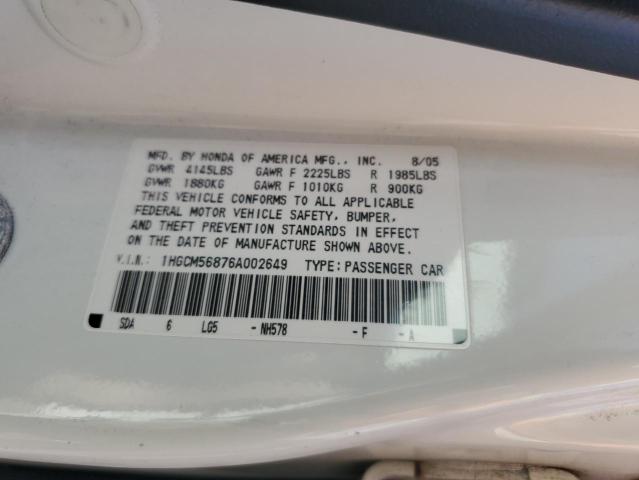 MFD. BY HONDA OF AMERICA MFG., INC. 8/05
GVWR 4145LBS GAWR F 2225LBS R 1985LBS
GVWR 1880KG GAWR F 1010KG R 900KG
THIS VEHICLE CONFORMS TO ALL APPLICABLE
FEDERAL MOTOR VEHICLE SAFETY, BUMPER,
AND THEFT PREVENTION STANDARDS IN EFFECT
ON THE DATE OF MANUFACTURE SHOWN ABOVE.
V.I.N.: 1HGCM56876A002649 TYPE: PASSENGER CAR
SDA 6 LG5 -NH578 -F -A